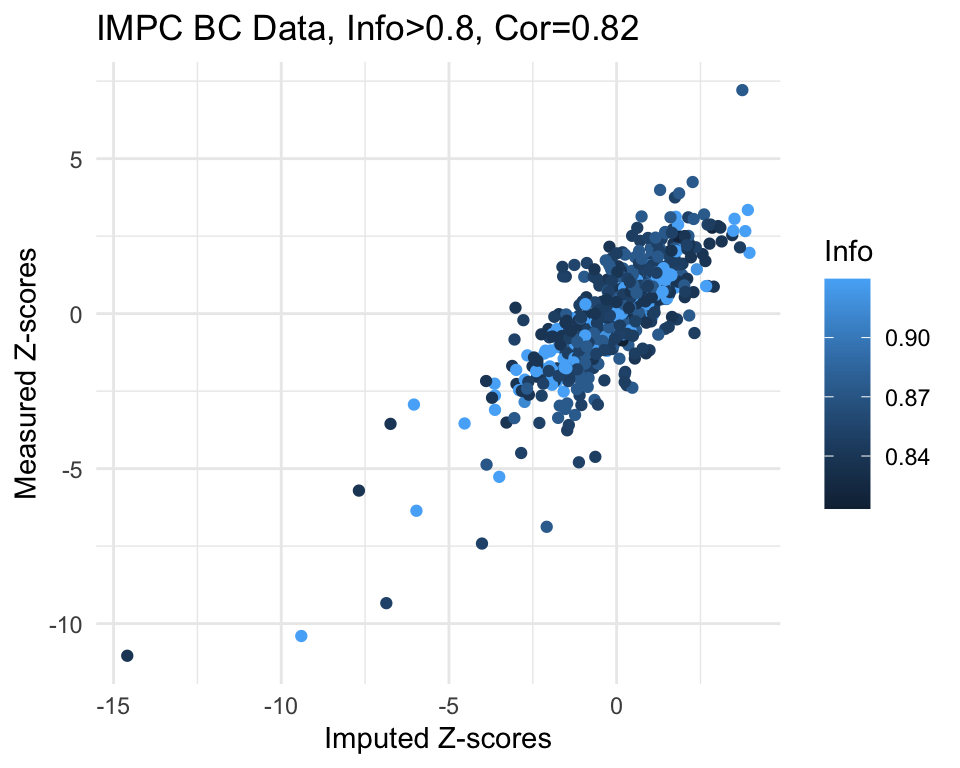 IMPC BC Data, Info>0.8, Cor=0.82
5
0
-5
-10
Measured Z-scores
-15 -10 -5 0
Imputed Z-scores
Info
0.90
0.87
0.84